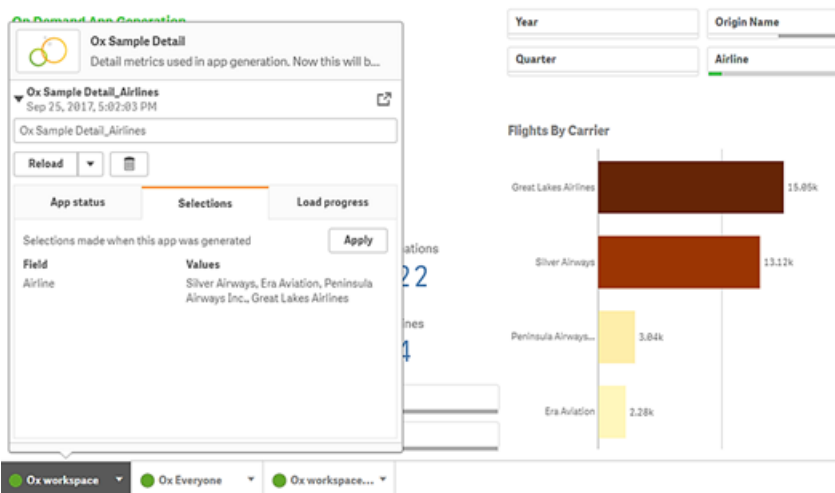 On Demand App Generation
Ox Sample Detail
Detail metrics used in app generation. Now this will b...
Ox Sample Detail_Airlines
Sep 25, 2017, 5:02:03 PM
Ox Sample Detail_Airlines
Reload
App status
Selections
Load progress
Selections made when this app was generated
Apply
Field
Values
Airline
Silver Airways, Era Aviation, Peninsula
Airways Inc., Great Lakes Airlines
ations
22
ines
4
Year
Origin Name
Quarter
Airline
Flights By Carrier
Great Lakes Airlines
15.05k
Silver Airways
13.12k
Peninsula Airways...
3.04k
Era Aviation
2.28k
Ox workspace
Ox Everyone
Ox workspace...